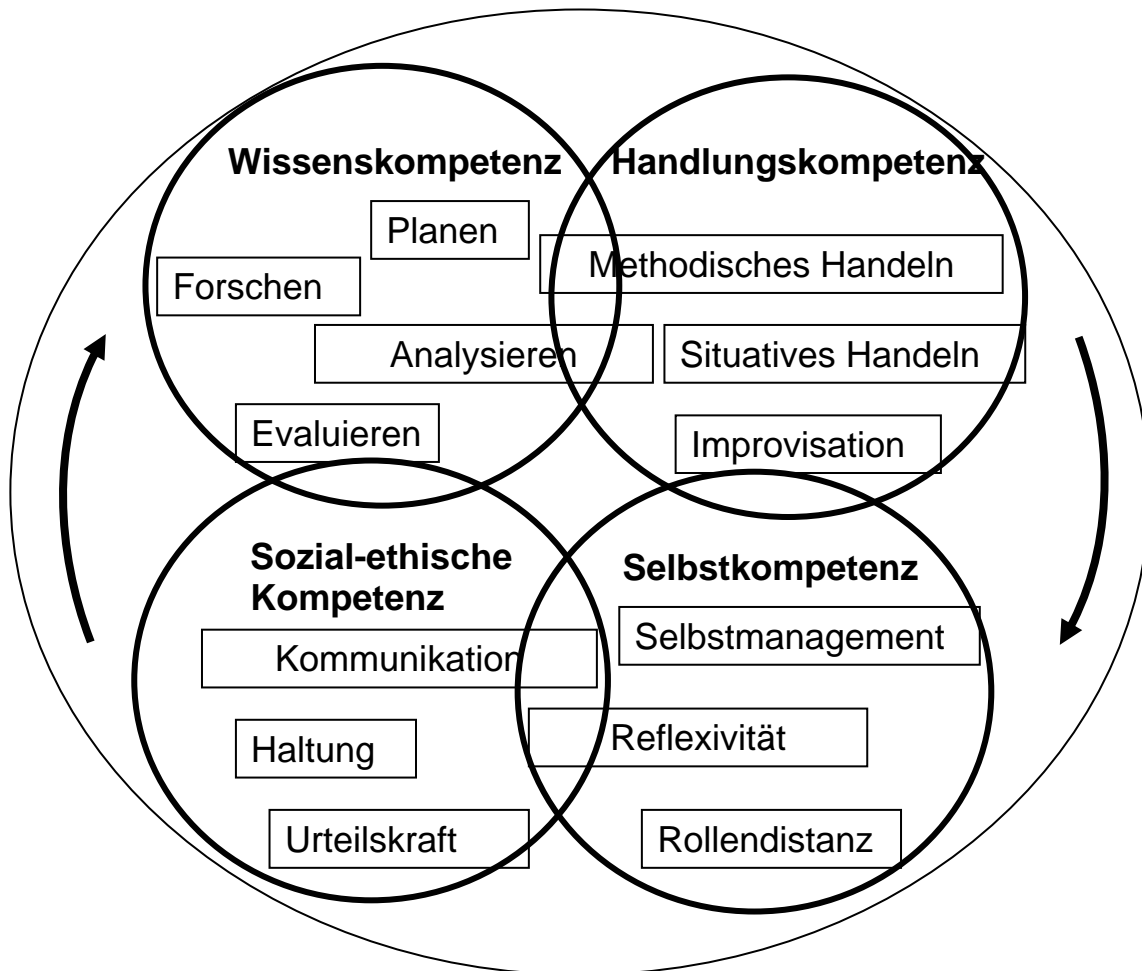 Wissenskompetenz
Planen
Forschen
Analysieren
Evaluieren
Handlungskompetenz
Methodisches Handeln
Situatives Handeln
Improvisation
Sozial-ethische
Kompetenz
Kommunikation
Haltung
Urteilskraft
Selbstkompetenz
Selbstmanagement
Reflexivität
Rollendistanz